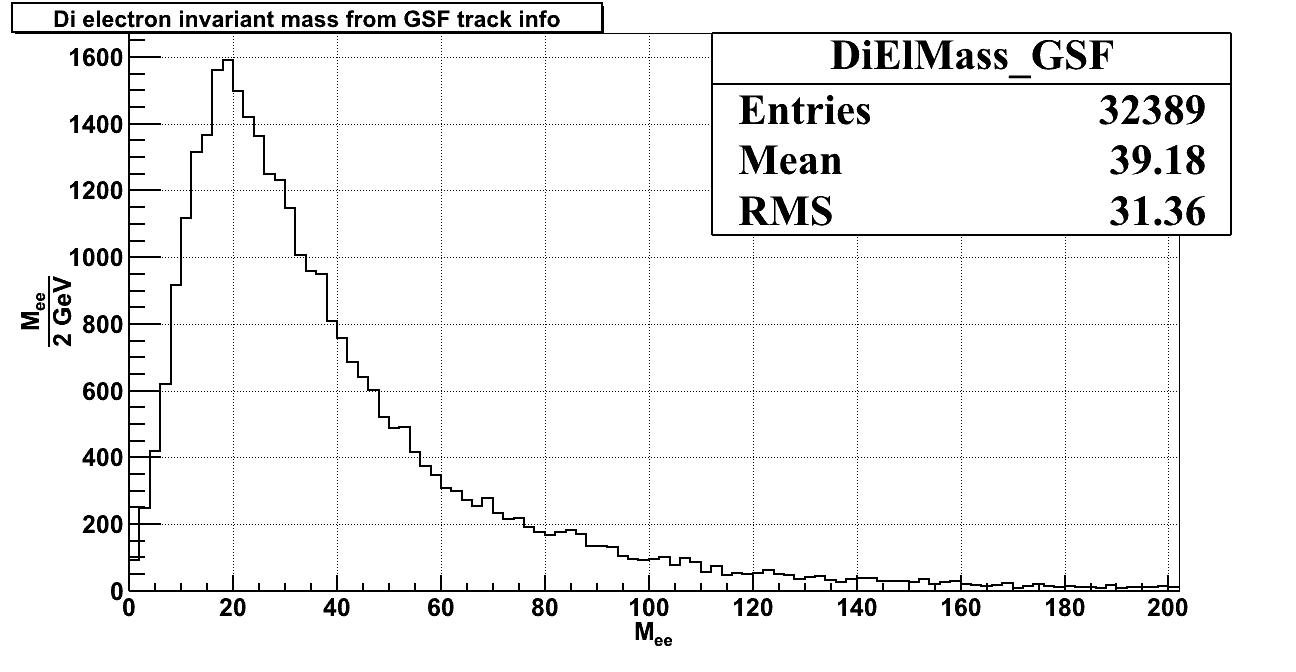 Di electron invariant mass from GSF track info
DiElMass_GSF
Entries 32389
Mean 39.18
RMS 31.36
1600
1400
1200
1000
800
600
400
200
0
M_ee
2 GeV
0 20 40 60 80 100 120 140 160 180 200
M_ee